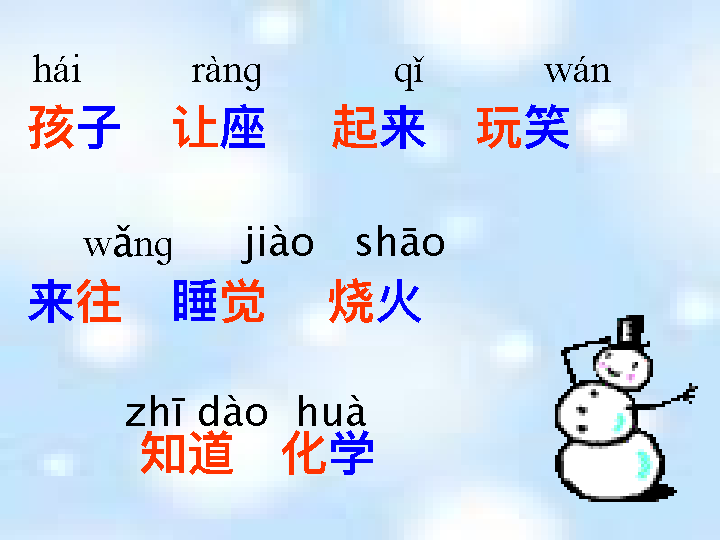 hái ràng qǐ wán
孩子 让座 起来 玩笑
wǎng jiào shāo
来往 睡觉 烧火
zhī dào huà
知道 化学